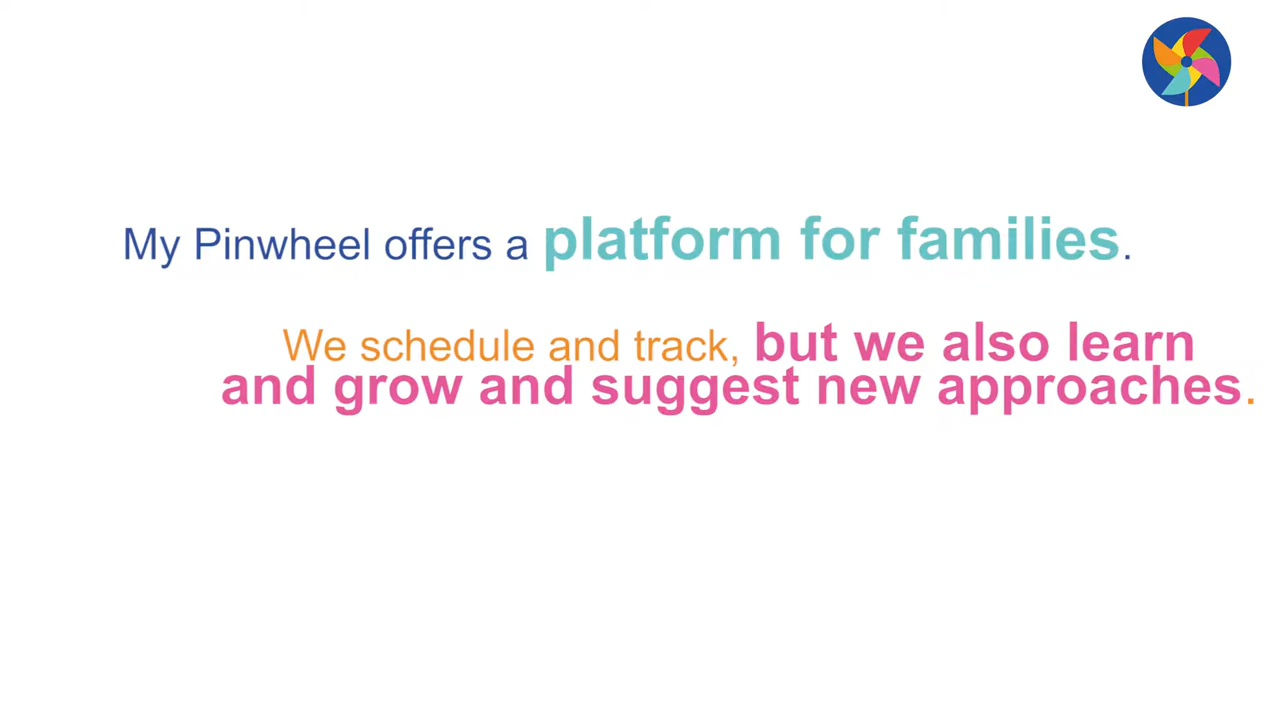 My Pinwheel offers a platform for families.
We schedule and track, but we also learn
and grow and suggest new approaches.